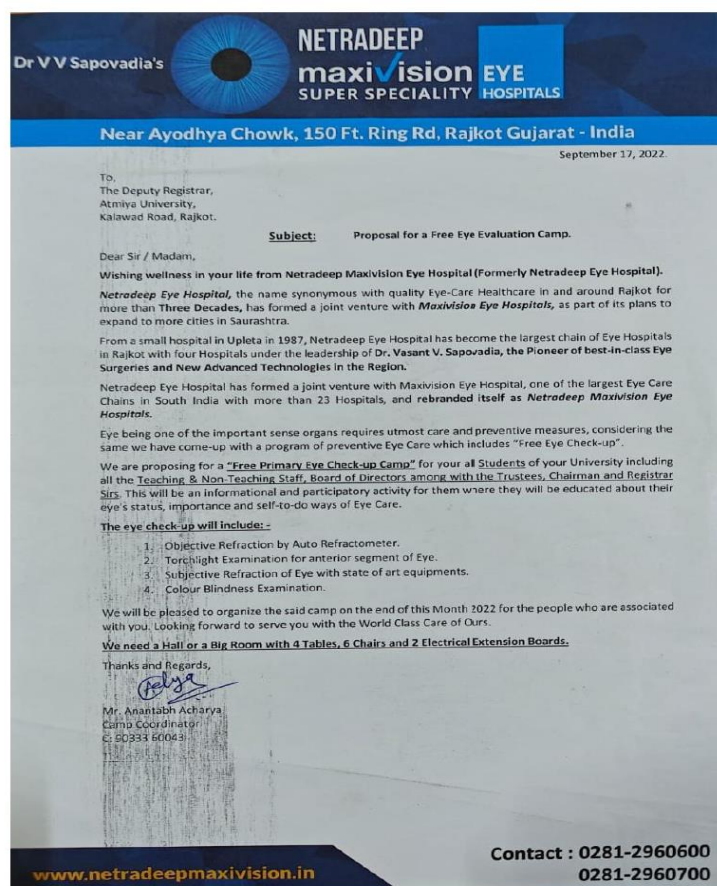 Dr V V Sapovadia's
NETRADEEP
maxivision EYE
SUPER SPECIALITY HOSPITALS
Near Ayodhya Chowk, 150 Ft. Ring Rd, Rajkot Gujarat - India
September 17, 2022.
To,
The Deputy Registrar,
Atmiya University,
Kalawad Road, Rajkot.
Subject: Proposal for a Free Eye Evaluation Camp.
Dear Sir / Madam,
Wishing wellness in your life from Netradeep Maxivision Eye Hospital (Formerly Netradeep Eye Hospital).
Netradeep Eye Hospital, the name synonymous with quality Eye-Care Healthcare in and around Rajkot for
more than Three Decades, has formed a joint venture with Maxivision Eye Hospitals, as part of its plans to
expand to more cities in Saurashtra.
From a small hospital in Upleta in 1987, Netradeep Eye Hospital has become the largest chain of Eye Hospitals
in Rajkot with four Hospitals under the leadership of Dr. Vasant V. Sapovadia, the Pioneer of best-in-class Eye
Surgeries and New Advanced Technologies in the Region.
Netradeep Eye Hospital has formed a joint venture with Maxivision Eye Hospital, one of the largest Eye Care
Chains in South India with more than 23 Hospitals, and rebranded itself as Netradeep Maxivision Eye
Hospitals.
Eye being one of the important sense organs requires utmost care and preventive measures, considering the
same we have come-up with a program of preventive Eye Care which includes "Free Eye Check-up".
We are proposing for a "Free Primary Eye Check-up Camp" for your all Students of your University including
all the Teaching & Non-Teaching Staff, Board of Directors among with the Trustees, Chairman and Registrar
Sirs. This will be an informational and participatory activity for them where they will be educated about their
eye's status, importance and self-to-do ways of Eye Care.
The eye check-up will include: -
1. Objective Refraction by Auto Refractometer.
2. Torchlight Examination for anterior segment of Eye.
3. Subjective Refraction of Eye with state of art equipments.
4. Colour Blindness Examination.
We will be pleased to organize the said camp on the end of this Month 2022 for the people who are associated
with you. Looking forward to serve you with the World Class Care of Ours.
We need a Hall or a Big Room with 4 Tables, 6 Chairs and 2 Electrical Extension Boards.
Thanks and Regards,
Mr. Anantabh Acharya
Camp Coordinator
C: 90333 60043
Contact : 0281-2960600
www.netradeepmaxivision.in 0281-2960700